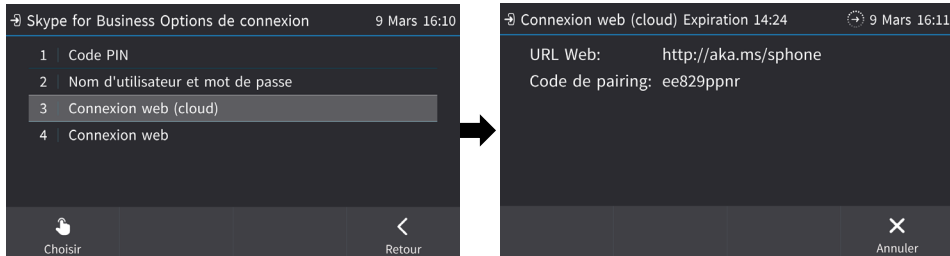 Skype for Business Options de connexion 9 Mars 16:10
1 Code PIN
2 Nom d'utilisateur et mot de passe
3 Connexion web (cloud)
4 Connexion web
Choisir Retour
Connexion web (cloud) Expiration 14:24 9 Mars 16:11
URL Web: http://aka.ms/sphone
Code de pairing: ee829ppnr
Annuler